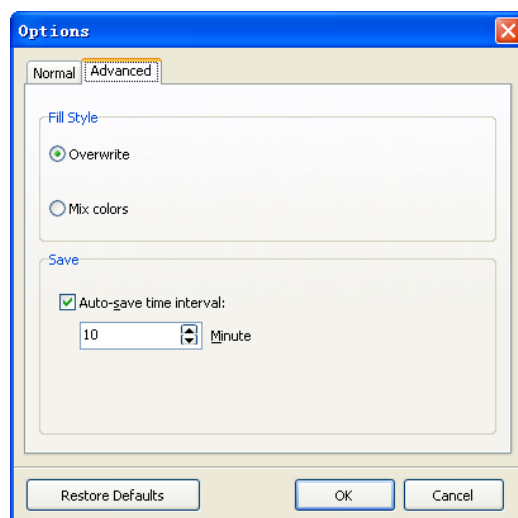 Options
Normal Advanced
Fill Style
Overwrite
Mix colors
Save
Auto-save time interval:
10 Minute
Restore Defaults OK Cancel